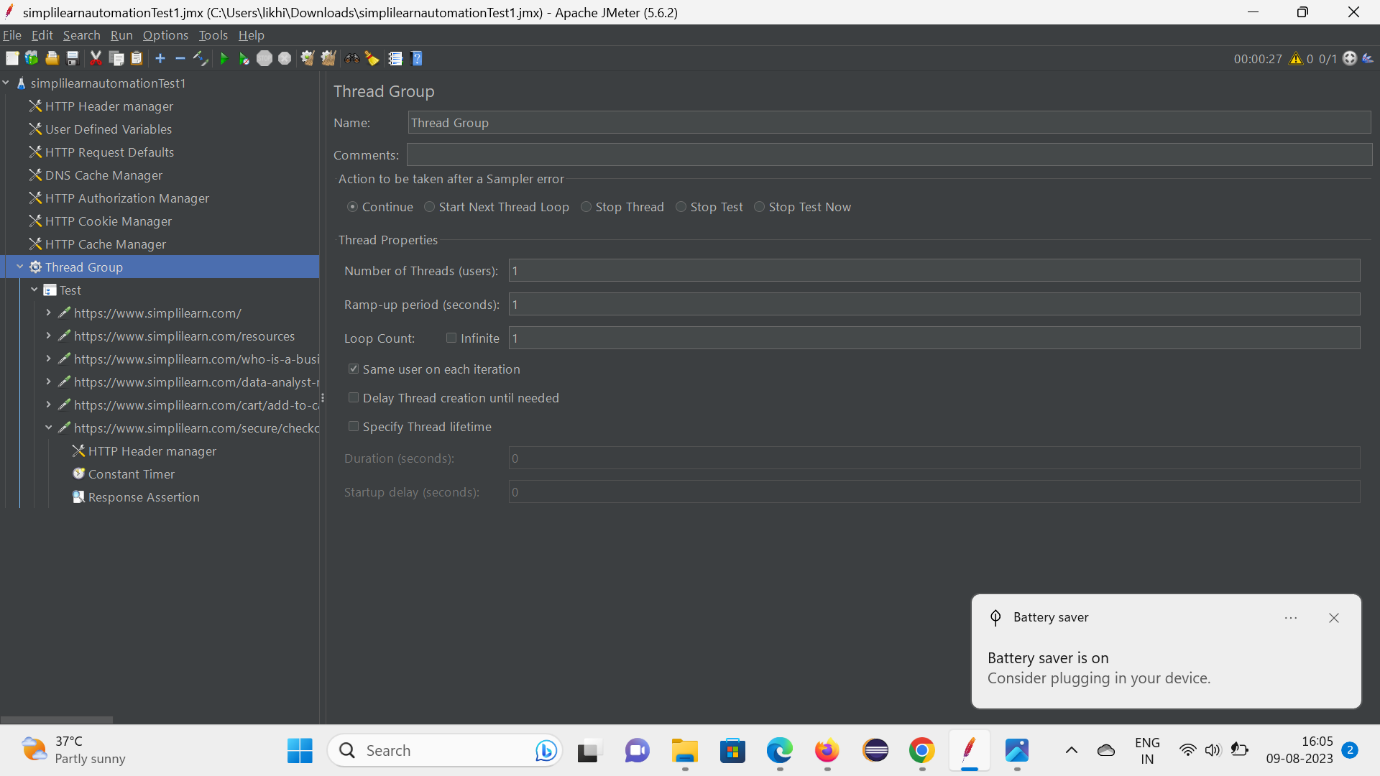 simplilearnautomationTest1.jmx (C:\Users\likhi\Downloads\simplilearnautomationTest1.jmx) - Apache JMeter (5.6.2)
File Edit Search Run Options Tools Help
00:00:27 0 0/1
simplilearnautomationTest1
HTTP Header manager
User Defined Variables
HTTP Request Defaults
DNS Cache Manager
HTTP Authorization Manager
HTTP Cookie Manager
HTTP Cache Manager
Thread Group
Test
https://www.simplilearn.com/
https://www.simplilearn.com/resources
https://www.simplilearn.com/who-is-a-busi
https://www.simplilearn.com/data-analyst-
https://www.simplilearn.com/cart/add-to-c
https://www.simplilearn.com/secure/checkc
HTTP Header manager
Constant Timer
Response Assertion
Thread Group
Name: Thread Group
Comments:
Action to be taken after a Sampler error
Continue Start Next Thread Loop Stop Thread Stop Test Stop Test Now
Thread Properties
Number of Threads (users): 1
Ramp-up period (seconds): 1
Loop Count: Infinite 1
Same user on each iteration
Delay Thread creation until needed
Specify Thread lifetime
Duration (seconds): 0
Startup delay (seconds): 0
Battery saver
Battery saver is on
Consider plugging in your device.
37°C
Partly sunny
Search
ENG
IN
16:05
09-08-2023
2